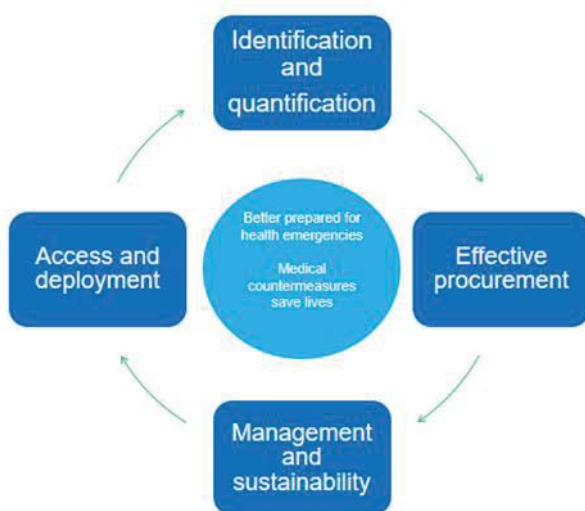 Identification
and
quantification
Better prepared for
health emergencies
Medical
countermeasures
save lives
Access and
deployment
Effective
procurement
Management
and
sustainability